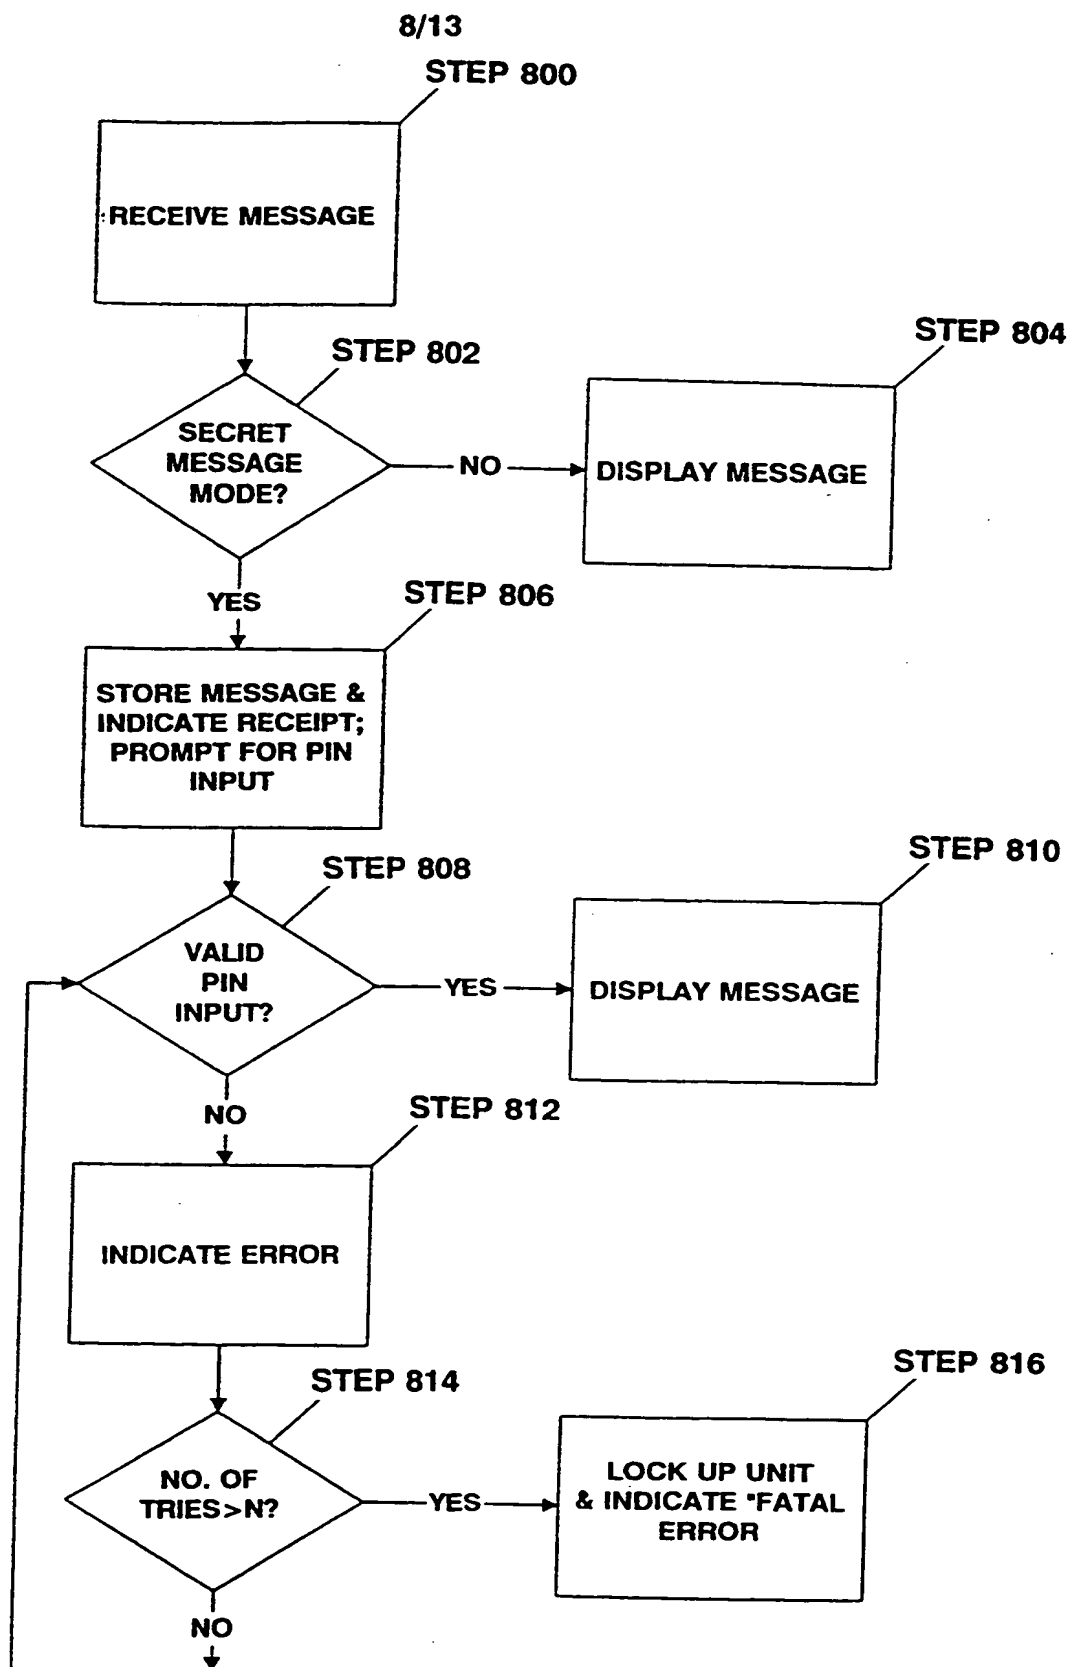 8/13
STEP 800
RECEIVE MESSAGE
STEP 802
SECRET
MESSAGE
MODE?
NO
STEP 804
DISPLAY MESSAGE
YES
STEP 806
STORE MESSAGE &
INDICATE RECEIPT;
PROMPT FOR PIN
INPUT
STEP 808
VALID
PIN
INPUT?
YES
STEP 810
DISPLAY MESSAGE
NO
STEP 812
INDICATE ERROR
STEP 814
NO. OF
TRIES>N?
YES
STEP 816
LOCK UP UNIT
& INDICATE "FATAL
ERROR
NO